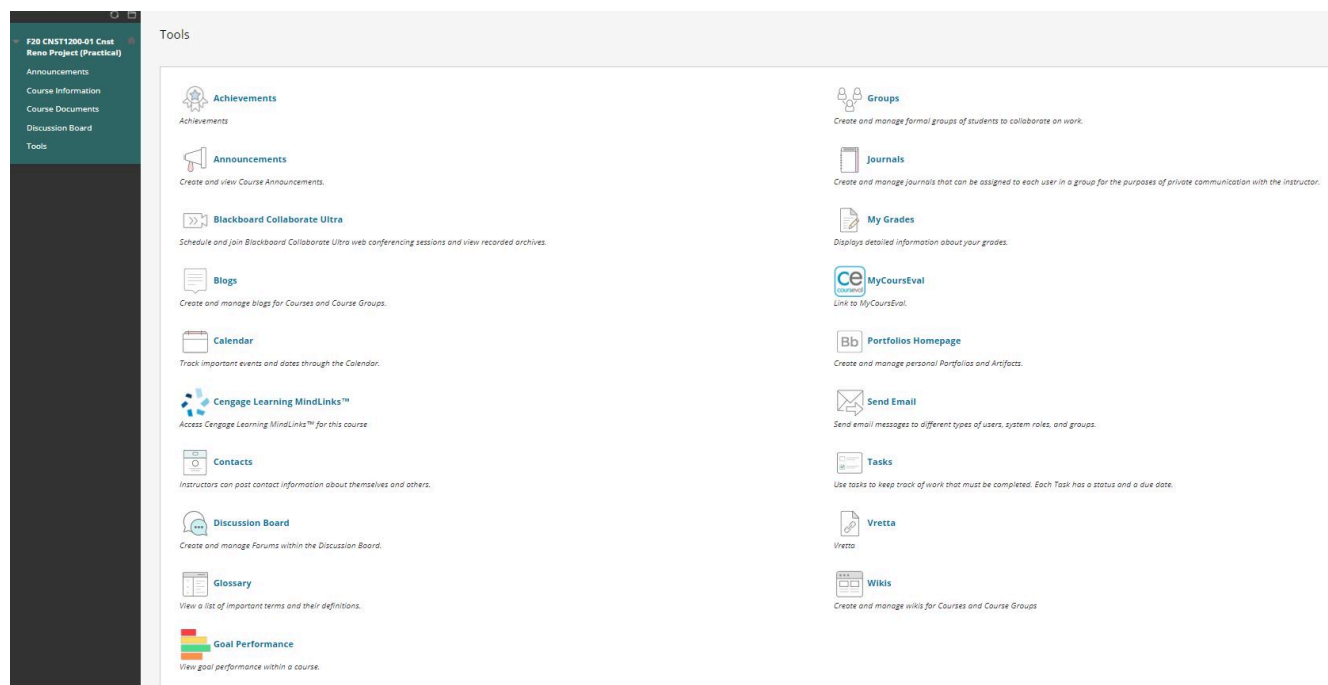 F20 CNST1200-01 Cnst
Reno Project (Practical)
Announcements
Course Information
Course Documents
Discussion Board
Tools
Tools
Achievements
Achievements
Announcements
Create and view Course Announcements.
Blackboard Collaborate Ultra
Schedule and join Blackboard Collaborate Ultra web conferencing sessions and view recorded archives.
Blogs
Create and manage blogs for Courses and Course Groups.
Calendar
Track important events and dates through the Calendar.
Cengage Learning MindLinks™
Access Cengage Learning MindLinks™ for this course
Contacts
Instructors can post contact information about themselves and others.
Discussion Board
Create and manage Forums within the Discussion Board.
Glossary
View a list of important terms and their definitions.
Goal Performance
View goal performance within a course.
Groups
Create and manage formal groups of students to collaborate on work.
Journals
Create and manage journals that can be assigned to each user in a group for the purposes of private communication with the instructor.
My Grades
Displays detailed information about your grades.
ce
courseval
MyCoursEval
Link to MyCoursEval.
Bb
Portfolios Homepage
Create and manage personal Portfolios and Artifacts.
Send Email
Send email messages to different types of users, system roles, and groups.
Tasks
Use tasks to keep track of work that must be completed. Each Task has a status and a due date.
Vretta
Vretta
Wikis
Create and manage wikis for Courses and Course Groups